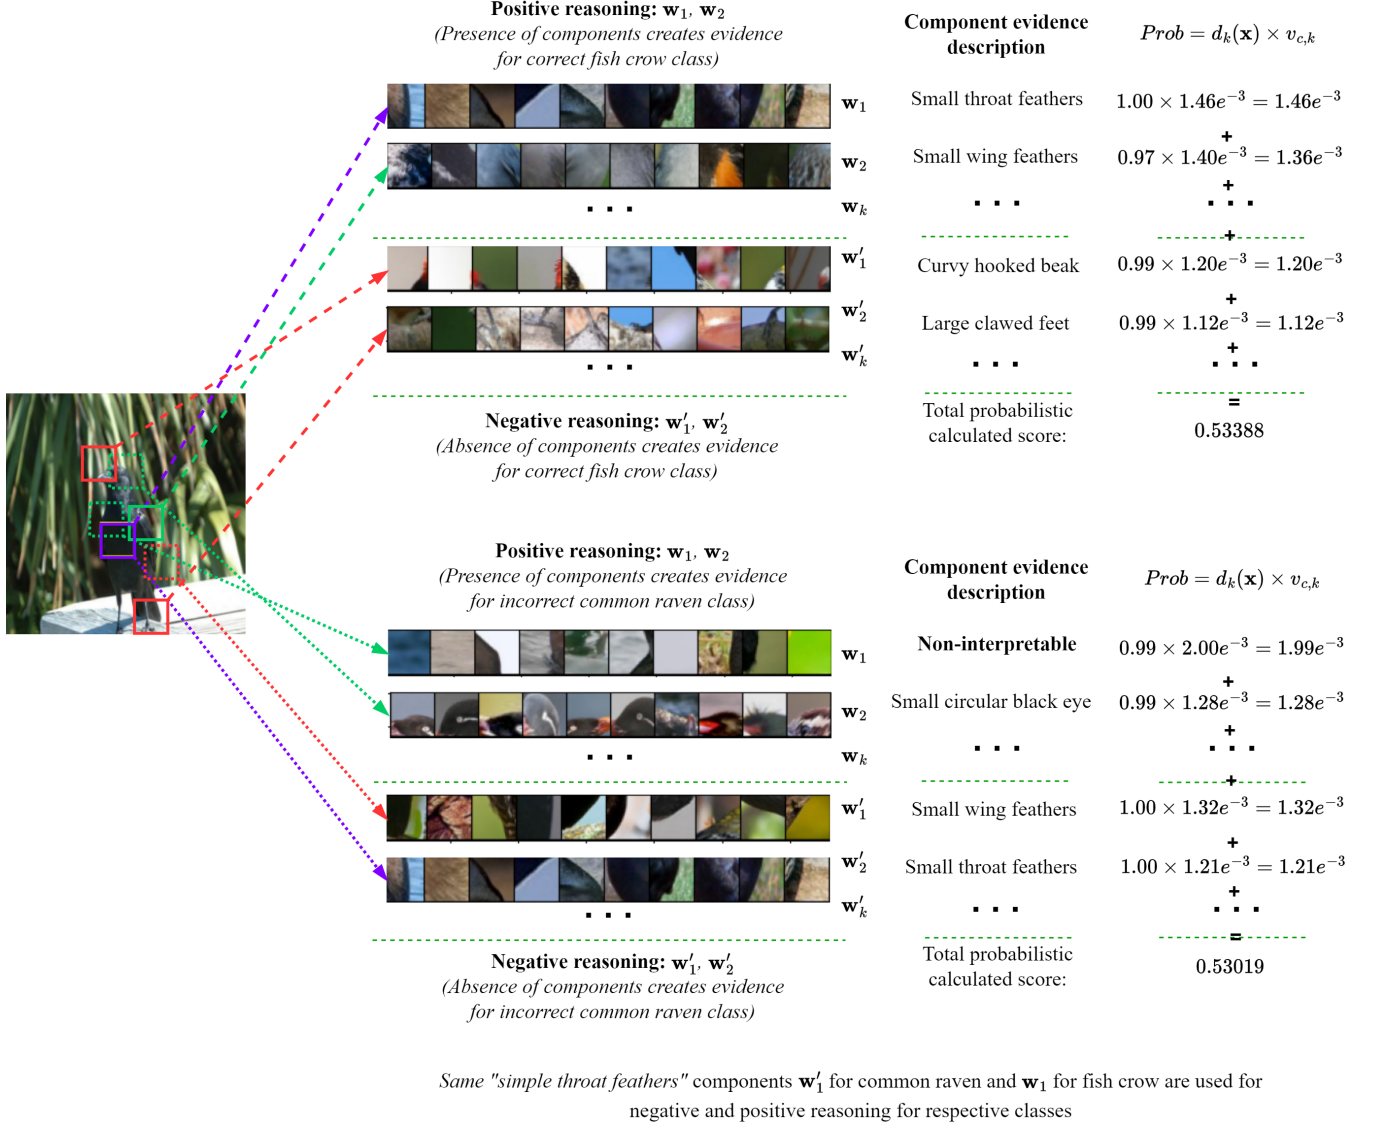 Positive reasoning: w₁, w₂
(Presence of components creates evidence
for correct fish crow class)
Component evidence
description
Prob = dₖ(x) × v_c,k
w₁
Small throat feathers
1.00 × 1.46e⁻³ = 1.46e⁻³
+
w₂
Small wing feathers
0.97 × 1.40e⁻³ = 1.36e⁻³
+
. . .
wₖ
. . .
. . .
+
w′₁
Curvy hooked beak
0.99 × 1.20e⁻³ = 1.20e⁻³
+
w′₂
Large clawed feet
0.99 × 1.12e⁻³ = 1.12e⁻³
+
. . .
w′ₖ
. . .
. . .
=
Negative reasoning: w′₁, w′₂
(Absence of components creates evidence
for correct fish crow class)
Total probabilistic
calculated score:
0.53388
Positive reasoning: w₁, w₂
(Presence of components creates evidence
for incorrect common raven class)
Component evidence
description
Prob = dₖ(x) × v_c,k
w₁
Non-interpretable
0.99 × 2.00e⁻³ = 1.99e⁻³
+
w₂
Small circular black eye
0.99 × 1.28e⁻³ = 1.28e⁻³
+
. . .
wₖ
. . .
. . .
+
w′₁
Small wing feathers
1.00 × 1.32e⁻³ = 1.32e⁻³
+
w′₂
Small throat feathers
1.00 × 1.21e⁻³ = 1.21e⁻³
+
. . .
w′ₖ
. . .
. . .
=
Negative reasoning: w′₁, w′₂
(Absence of components creates evidence
for incorrect common raven class)
Total probabilistic
calculated score:
0.53019
Same "simple throat feathers" components w′₁ for common raven and w₁ for fish crow are used for
negative and positive reasoning for respective classes